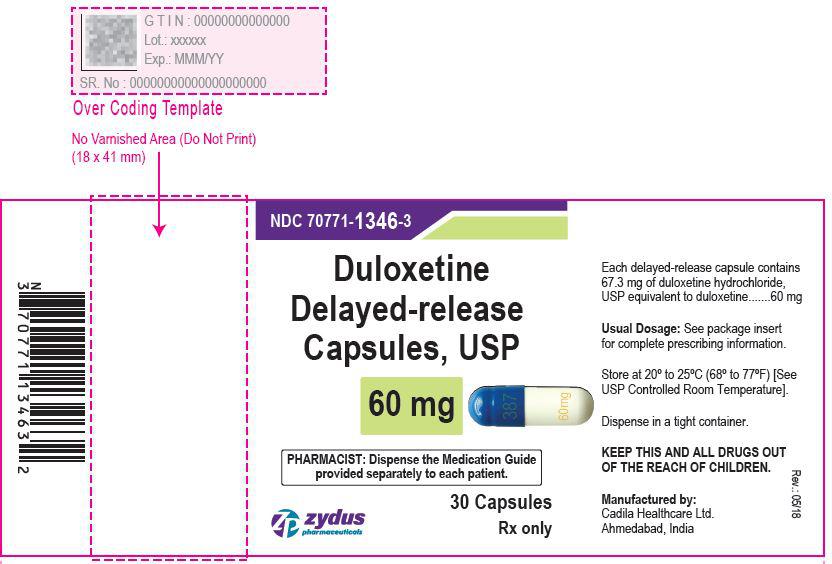 G T I N : 00000000000000
Lot.: xxxxxx
Exp.: MMM/YY
SR. No : 00000000000000000000
Over Coding Template
No Varnished Area (Do Not Print)
(18 x 41 mm)
N
3 70771 13463 2
NDC 70771-1346-3
Duloxetine
Delayed-release
Capsules, USP
60 mg
387
60mg
PHARMACIST: Dispense the Medication Guide
provided separately to each patient.
zydus
pharmaceuticals
30 Capsules
Rx only
Each delayed-release capsule contains
67.3 mg of duloxetine hydrochloride,
USP equivalent to duloxetine.......60 mg
Usual Dosage: See package insert
for complete prescribing information.
Store at 20º to 25ºC (68º to 77ºF) [See
USP Controlled Room Temperature].
Dispense in a tight container.
KEEP THIS AND ALL DRUGS OUT
OF THE REACH OF CHILDREN.
Manufactured by:
Cadila Healthcare Ltd.
Ahmedabad, India
Rev.: 05/18